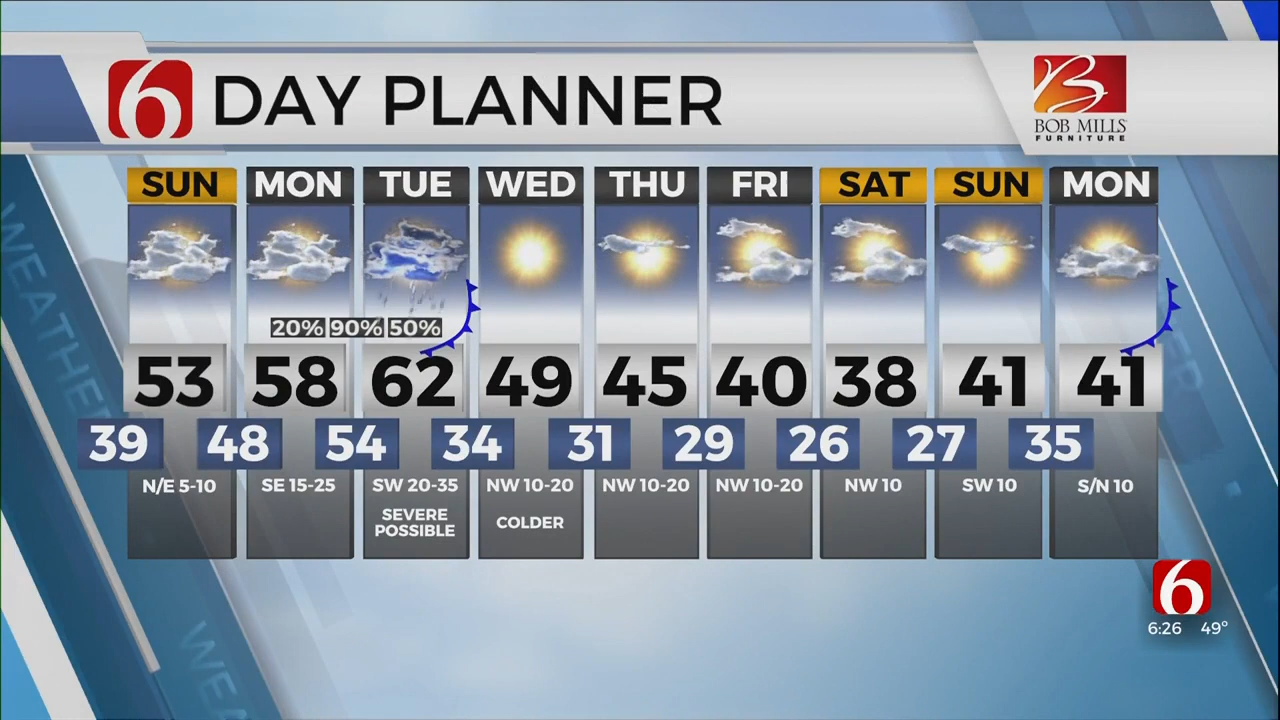 6 DAY PLANNER
B
BOB MILLS
FURNITURE
SUN MON TUE WED THU FRI SAT SUN MON
20% 90% 50%
53 58 62 49 45 40 38 41 41
39 48 54 34 31 29 26 27 35
N/E 5-10 SE 15-25 SW 20-35 NW 10-20 NW 10-20 NW 10-20 NW 10 SW 10 S/N 10
SEVERE
POSSIBLE
COLDER
6
6:26 49°
WEATHER
WEA